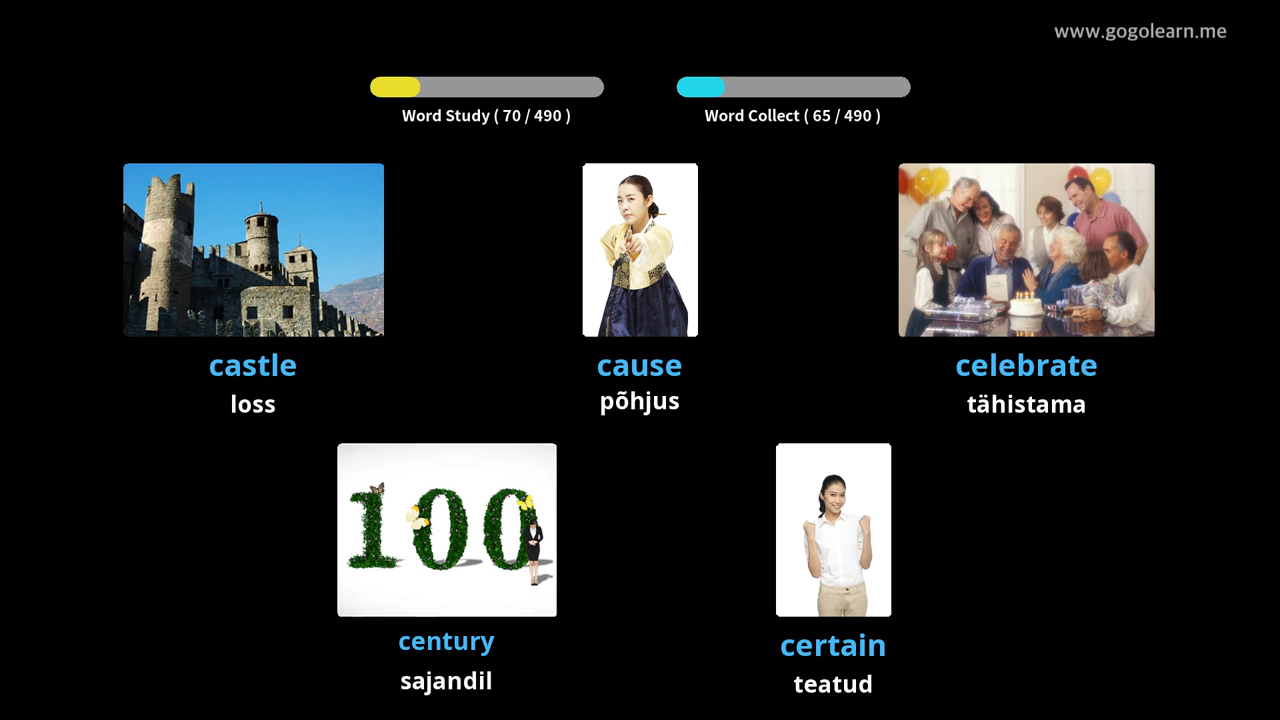 www.gogolearn.me
Word Study ( 70 / 490 )
Word Collect ( 65 / 490 )
castle
loss
cause
põhjus
celebrate
tähistama
100
century
sajandil
certain
teatud